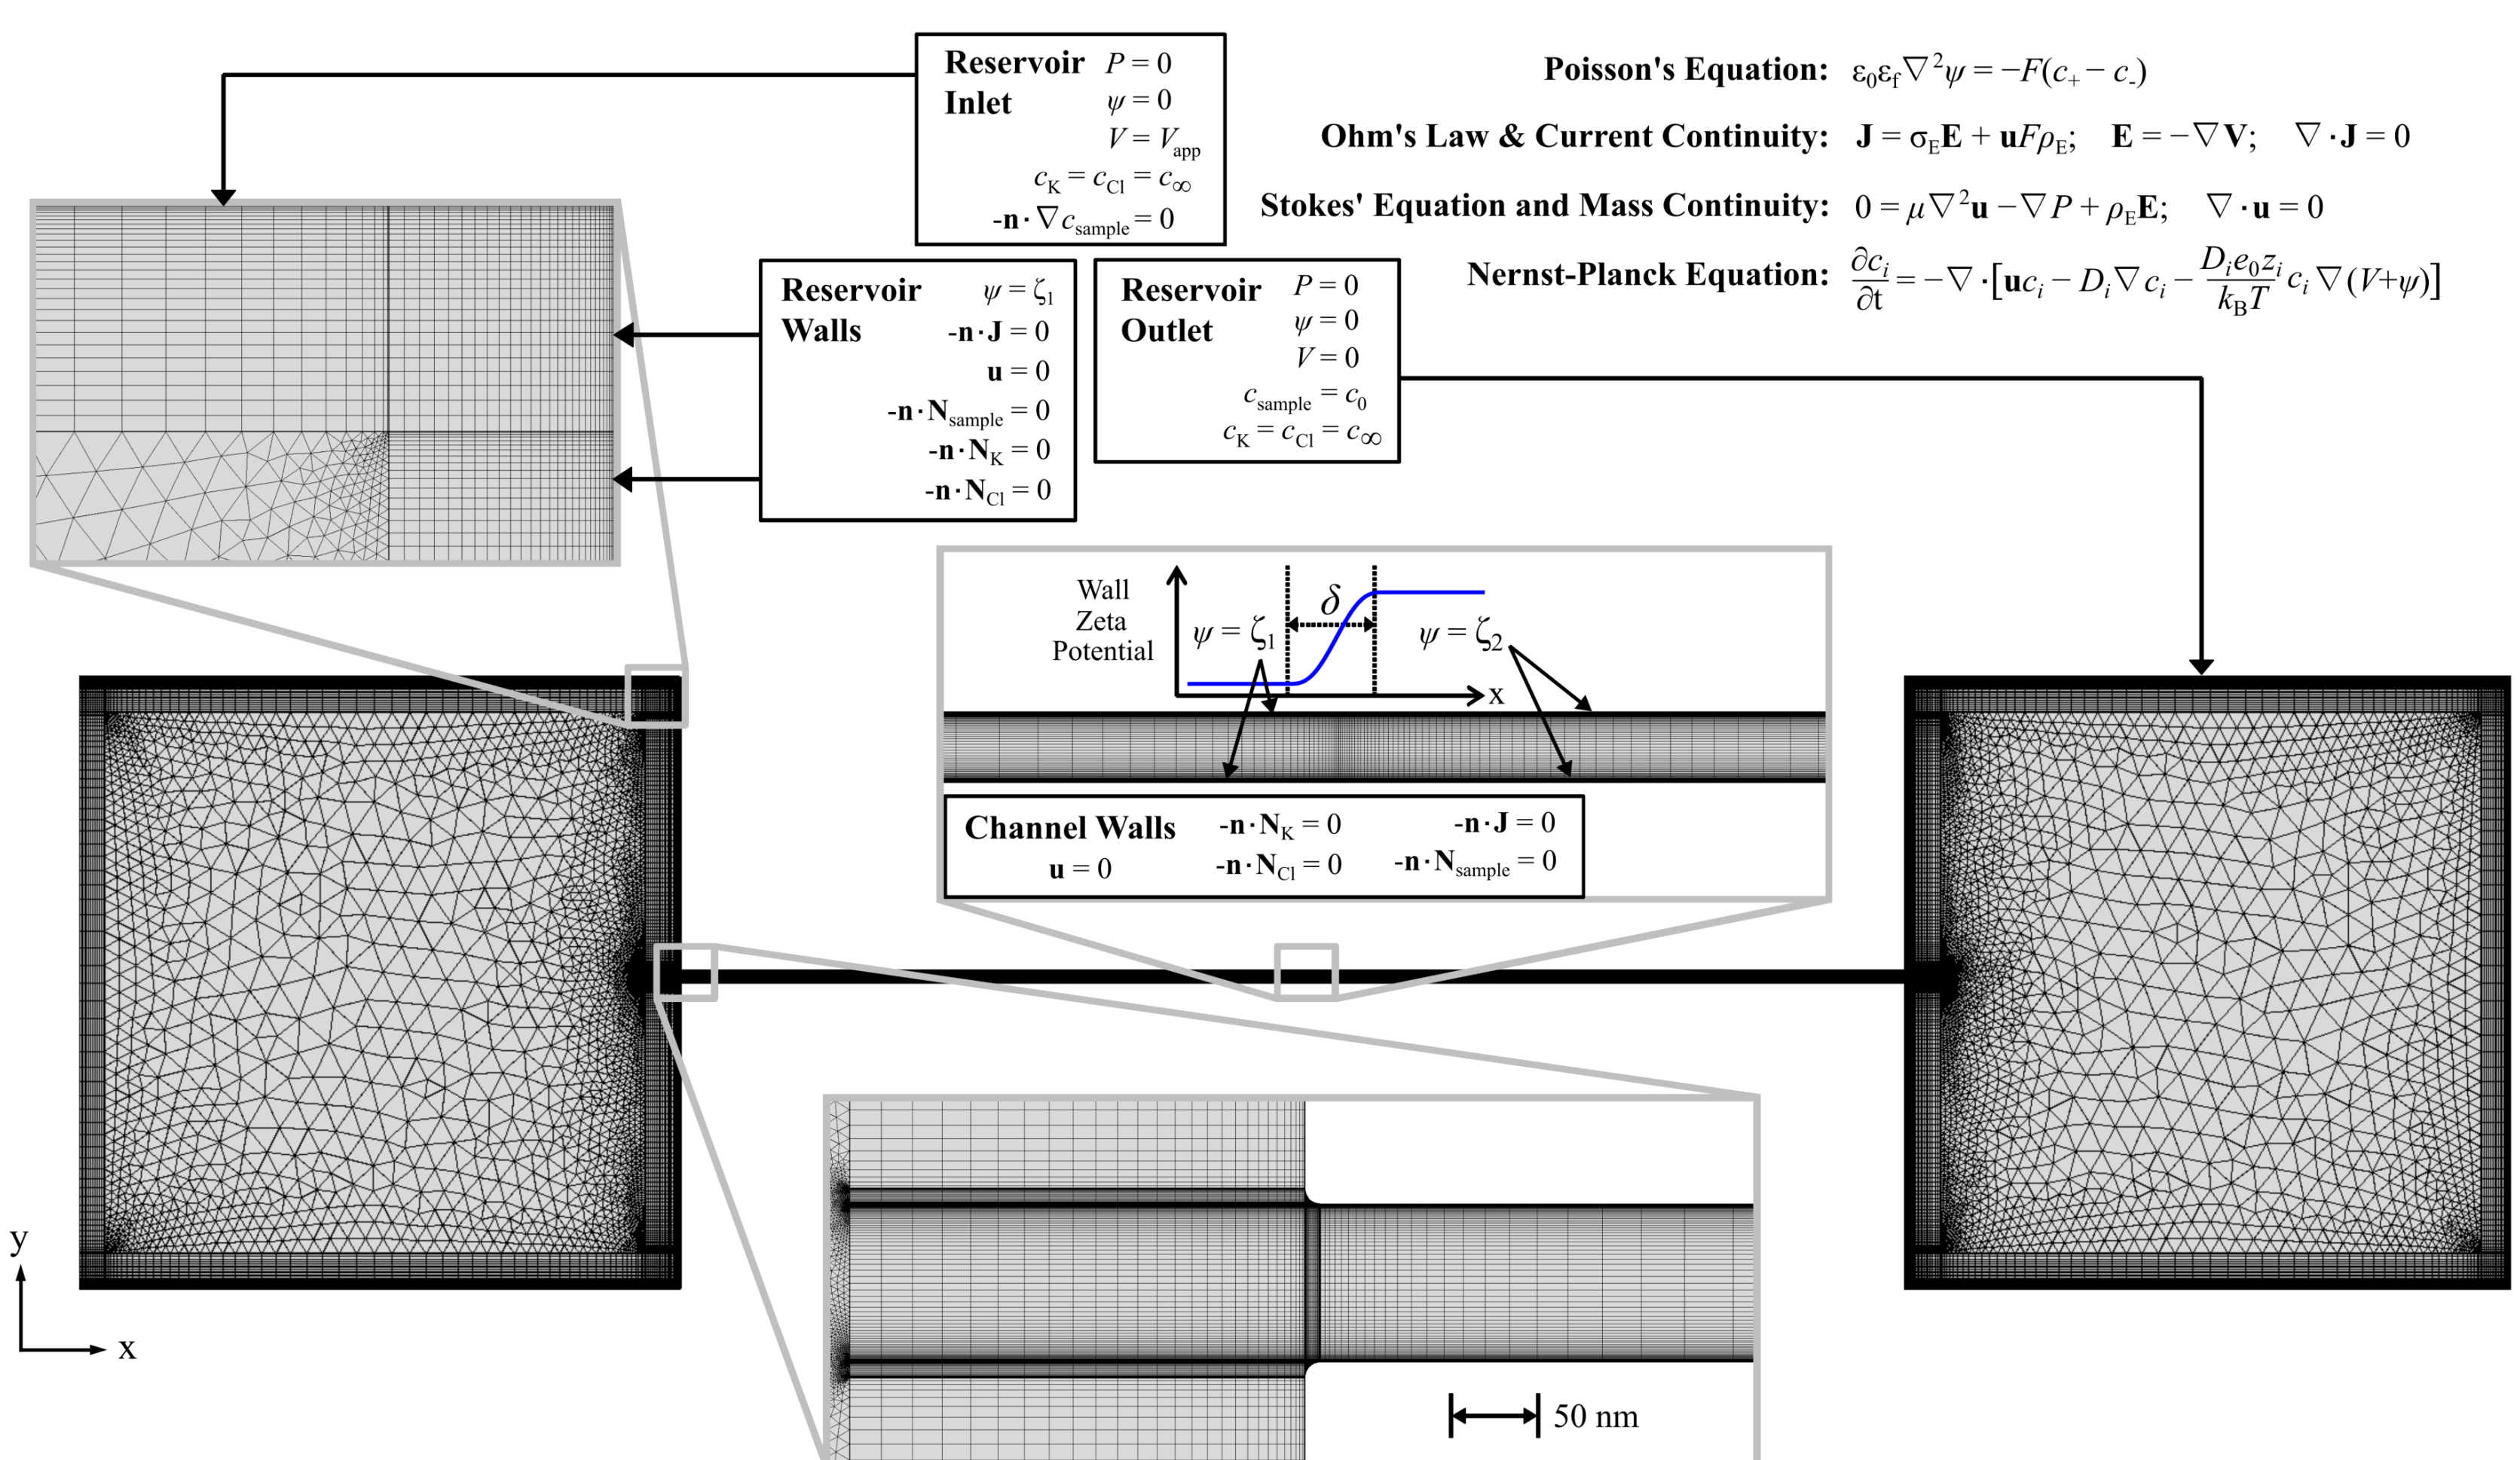 Reservoir Inlet
P = 0
ψ = 0
V = V_app
c_K = c_Cl = c_∞
-n·∇c_sample = 0
Poisson's Equation: ε₀ε_f∇²ψ = −F(c₊ − c₋)
Ohm's Law & Current Continuity: J = σ_E E + uFρ_E; E = −∇V; ∇·J = 0
Stokes' Equation and Mass Continuity: 0 = μ∇²u − ∇P + ρ_E E; ∇·u = 0
Nernst-Planck Equation: ∂c_i/∂t = −∇·[uc_i − D_i∇c_i − (D_i e₀ z_i / k_B T) c_i∇(V+ψ)]
Reservoir Walls
ψ = ζ₁
-n·J = 0
u = 0
-n·N_sample = 0
-n·N_K = 0
-n·N_Cl = 0
Reservoir Outlet
P = 0
ψ = 0
V = 0
c_sample = c₀
c_K = c_Cl = c_∞
Wall
Zeta
Potential
δ
ψ = ζ₁
ψ = ζ₂
x
Channel Walls
u = 0
-n·N_K = 0
-n·N_Cl = 0
-n·J = 0
-n·N_sample = 0
y
x
50 nm